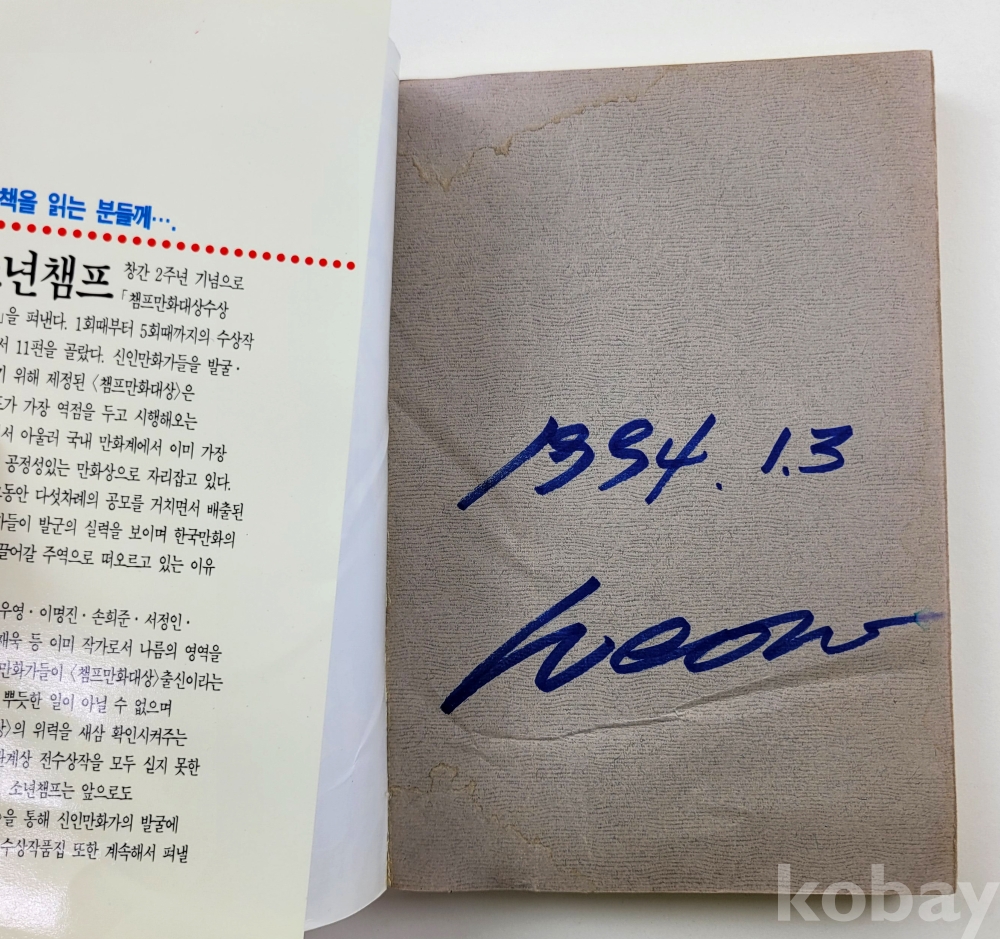 책을 읽는 분들께….
년챔프 창간 2주년 기념으로
「챔프만화대상수상
」을 펴낸다. 1회때부터 5회때까지의 수상작
서 11편을 골랐다. 신인만화가들을 발굴·
기 위해 제정된 〈챔프만화대상〉은
가 가장 역점을 두고 시행해오는
서 아울러 국내 만화계에서 이미 가장
공정성있는 만화상으로 자리잡고 있다.
동안 다섯차례의 공모를 거치면서 배출된
들이 발군의 실력을 보이며 한국만화의
끌어갈 주역으로 떠오르고 있는 이유
우영·이명진·손희준·서정인·
재욱 등 이미 작가로서 나름의 영역을
만화가들이 〈챔프만화대상〉출신이라는
뿌듯한 일이 아닐 수 없으며
〉의 위력을 새삼 확인시켜주는
관계상 전수상작을 모두 싣지 못한
소년챔프는 앞으로도
을 통해 신인만화가의 발굴에
수상작품집 또한 계속해서 펴낼
1994. 1.3
kobay